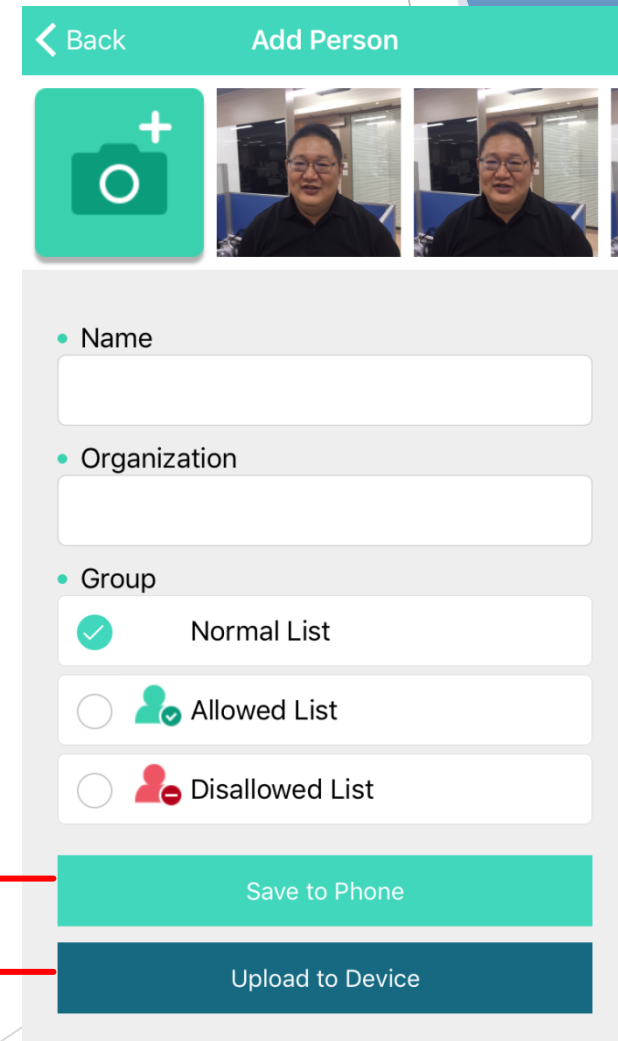 Back
Add Person
Name
Organization
Group
Normal List
Allowed List
Disallowed List
Save to Phone
Upload to Device